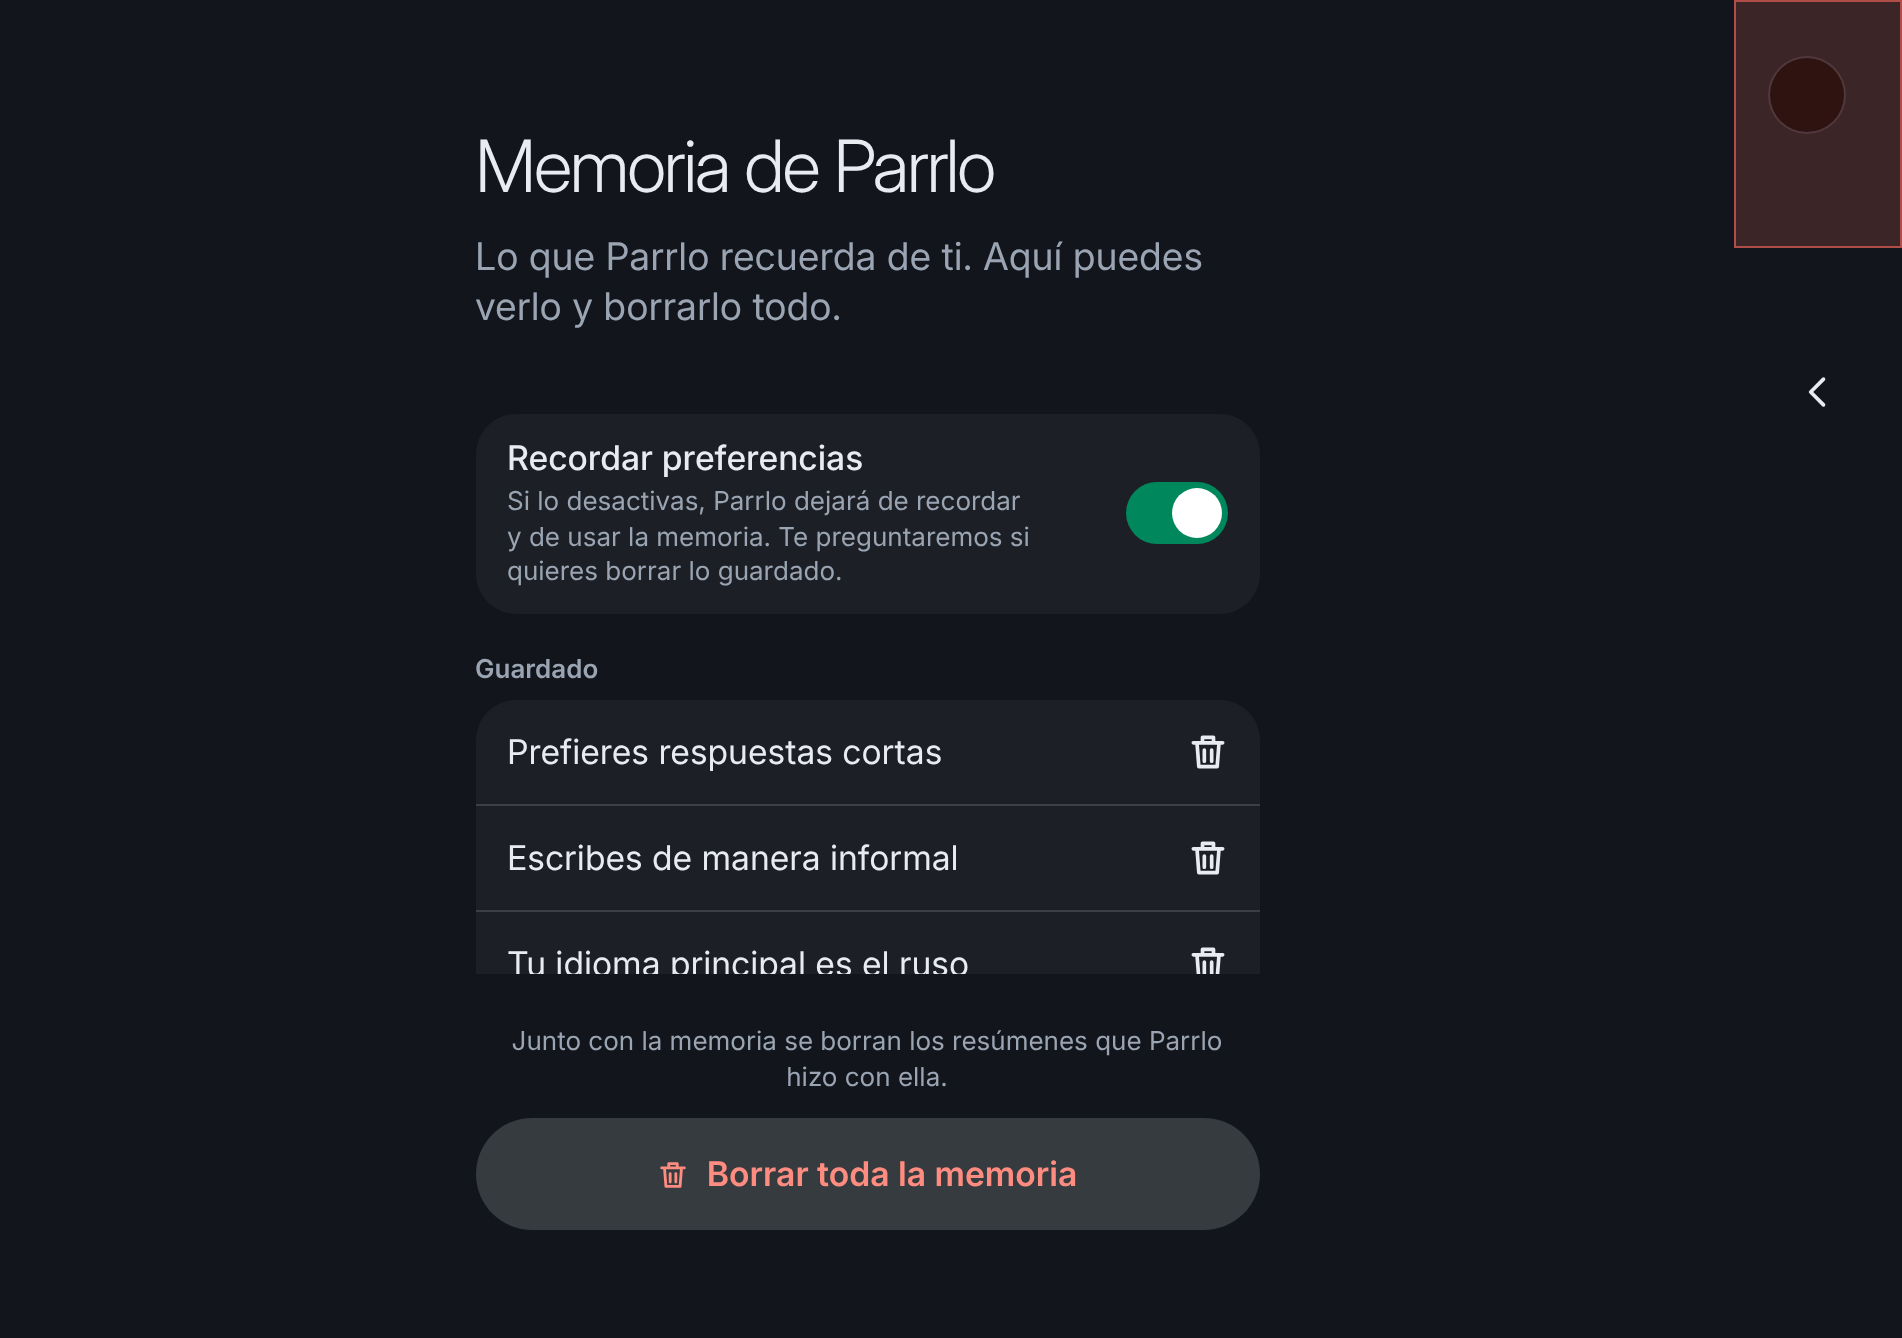 Memoria de Parrlo
Lo que Parrlo recuerda de ti. Aquí puedes
verlo y borrarlo todo.
Recordar preferencias
Si lo desactivas, Parrlo dejará de recordar
y de usar la memoria. Te preguntaremos si
quieres borrar lo guardado.
Guardado
Prefieres respuestas cortas
Escribes de manera informal
Tu idioma principal es el ruso
Junto con la memoria se borran los resúmenes que Parrlo
hizo con ella.
Borrar toda la memoria